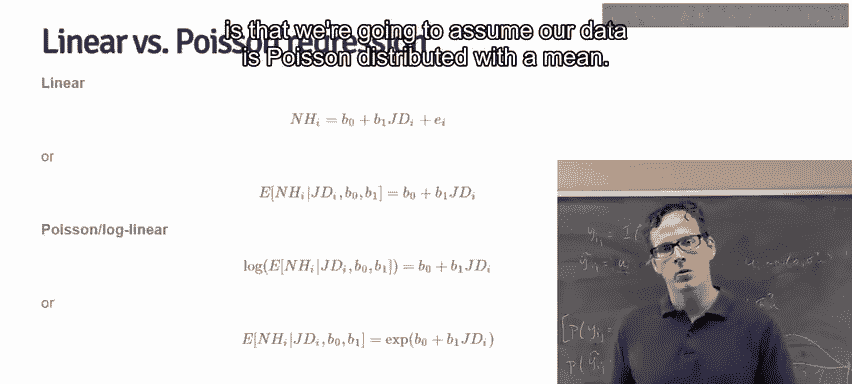 is that we're going to assume our data
is Poisson distributed with a mean.
Linear vs. Poisson regression
Linear
NH_i = b_0 + b_1 JD_i + e_i
or
E[NH_i | JD_i, b_0, b_1] = b_0 + b_1 JD_i
Poisson/log-linear
log(E[NH_i | JD_i, b_0, b_1]) = b_0 + b_1 JD_i
or
E[NH_i | JD_i, b_0, b_1] = exp(b_0 + b_1 JD_i)